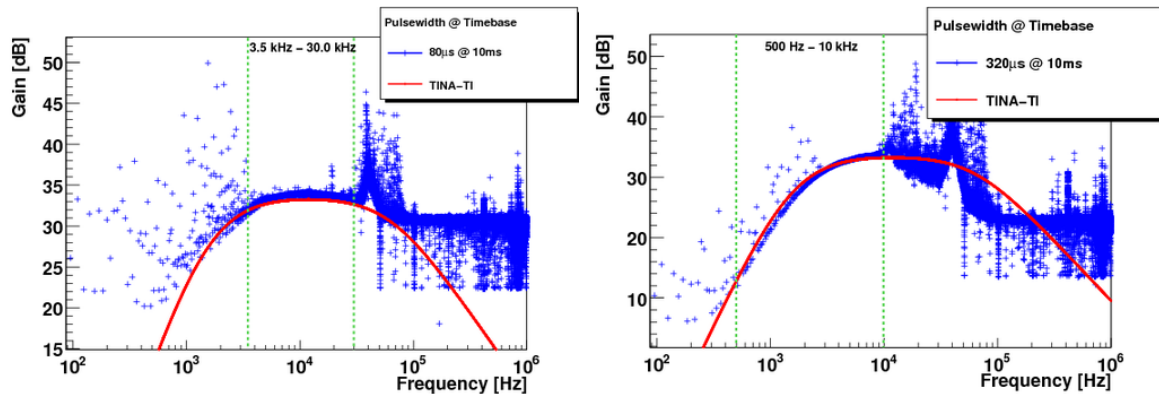 Pulsewidth @ Timebase
80μs @ 10ms
TINA−TI
3.5 kHz − 30.0 kHz
Gain [dB]
50
45
40
35
30
25
20
15
10²
10³
10⁴
10⁵
10⁶
Frequency [Hz]
Pulsewidth @ Timebase
320μs @ 10ms
TINA−TI
500 Hz − 10 kHz
Gain [dB]
50
40
30
20
10
10²
10³
10⁴
10⁵
10⁶
Frequency [Hz]